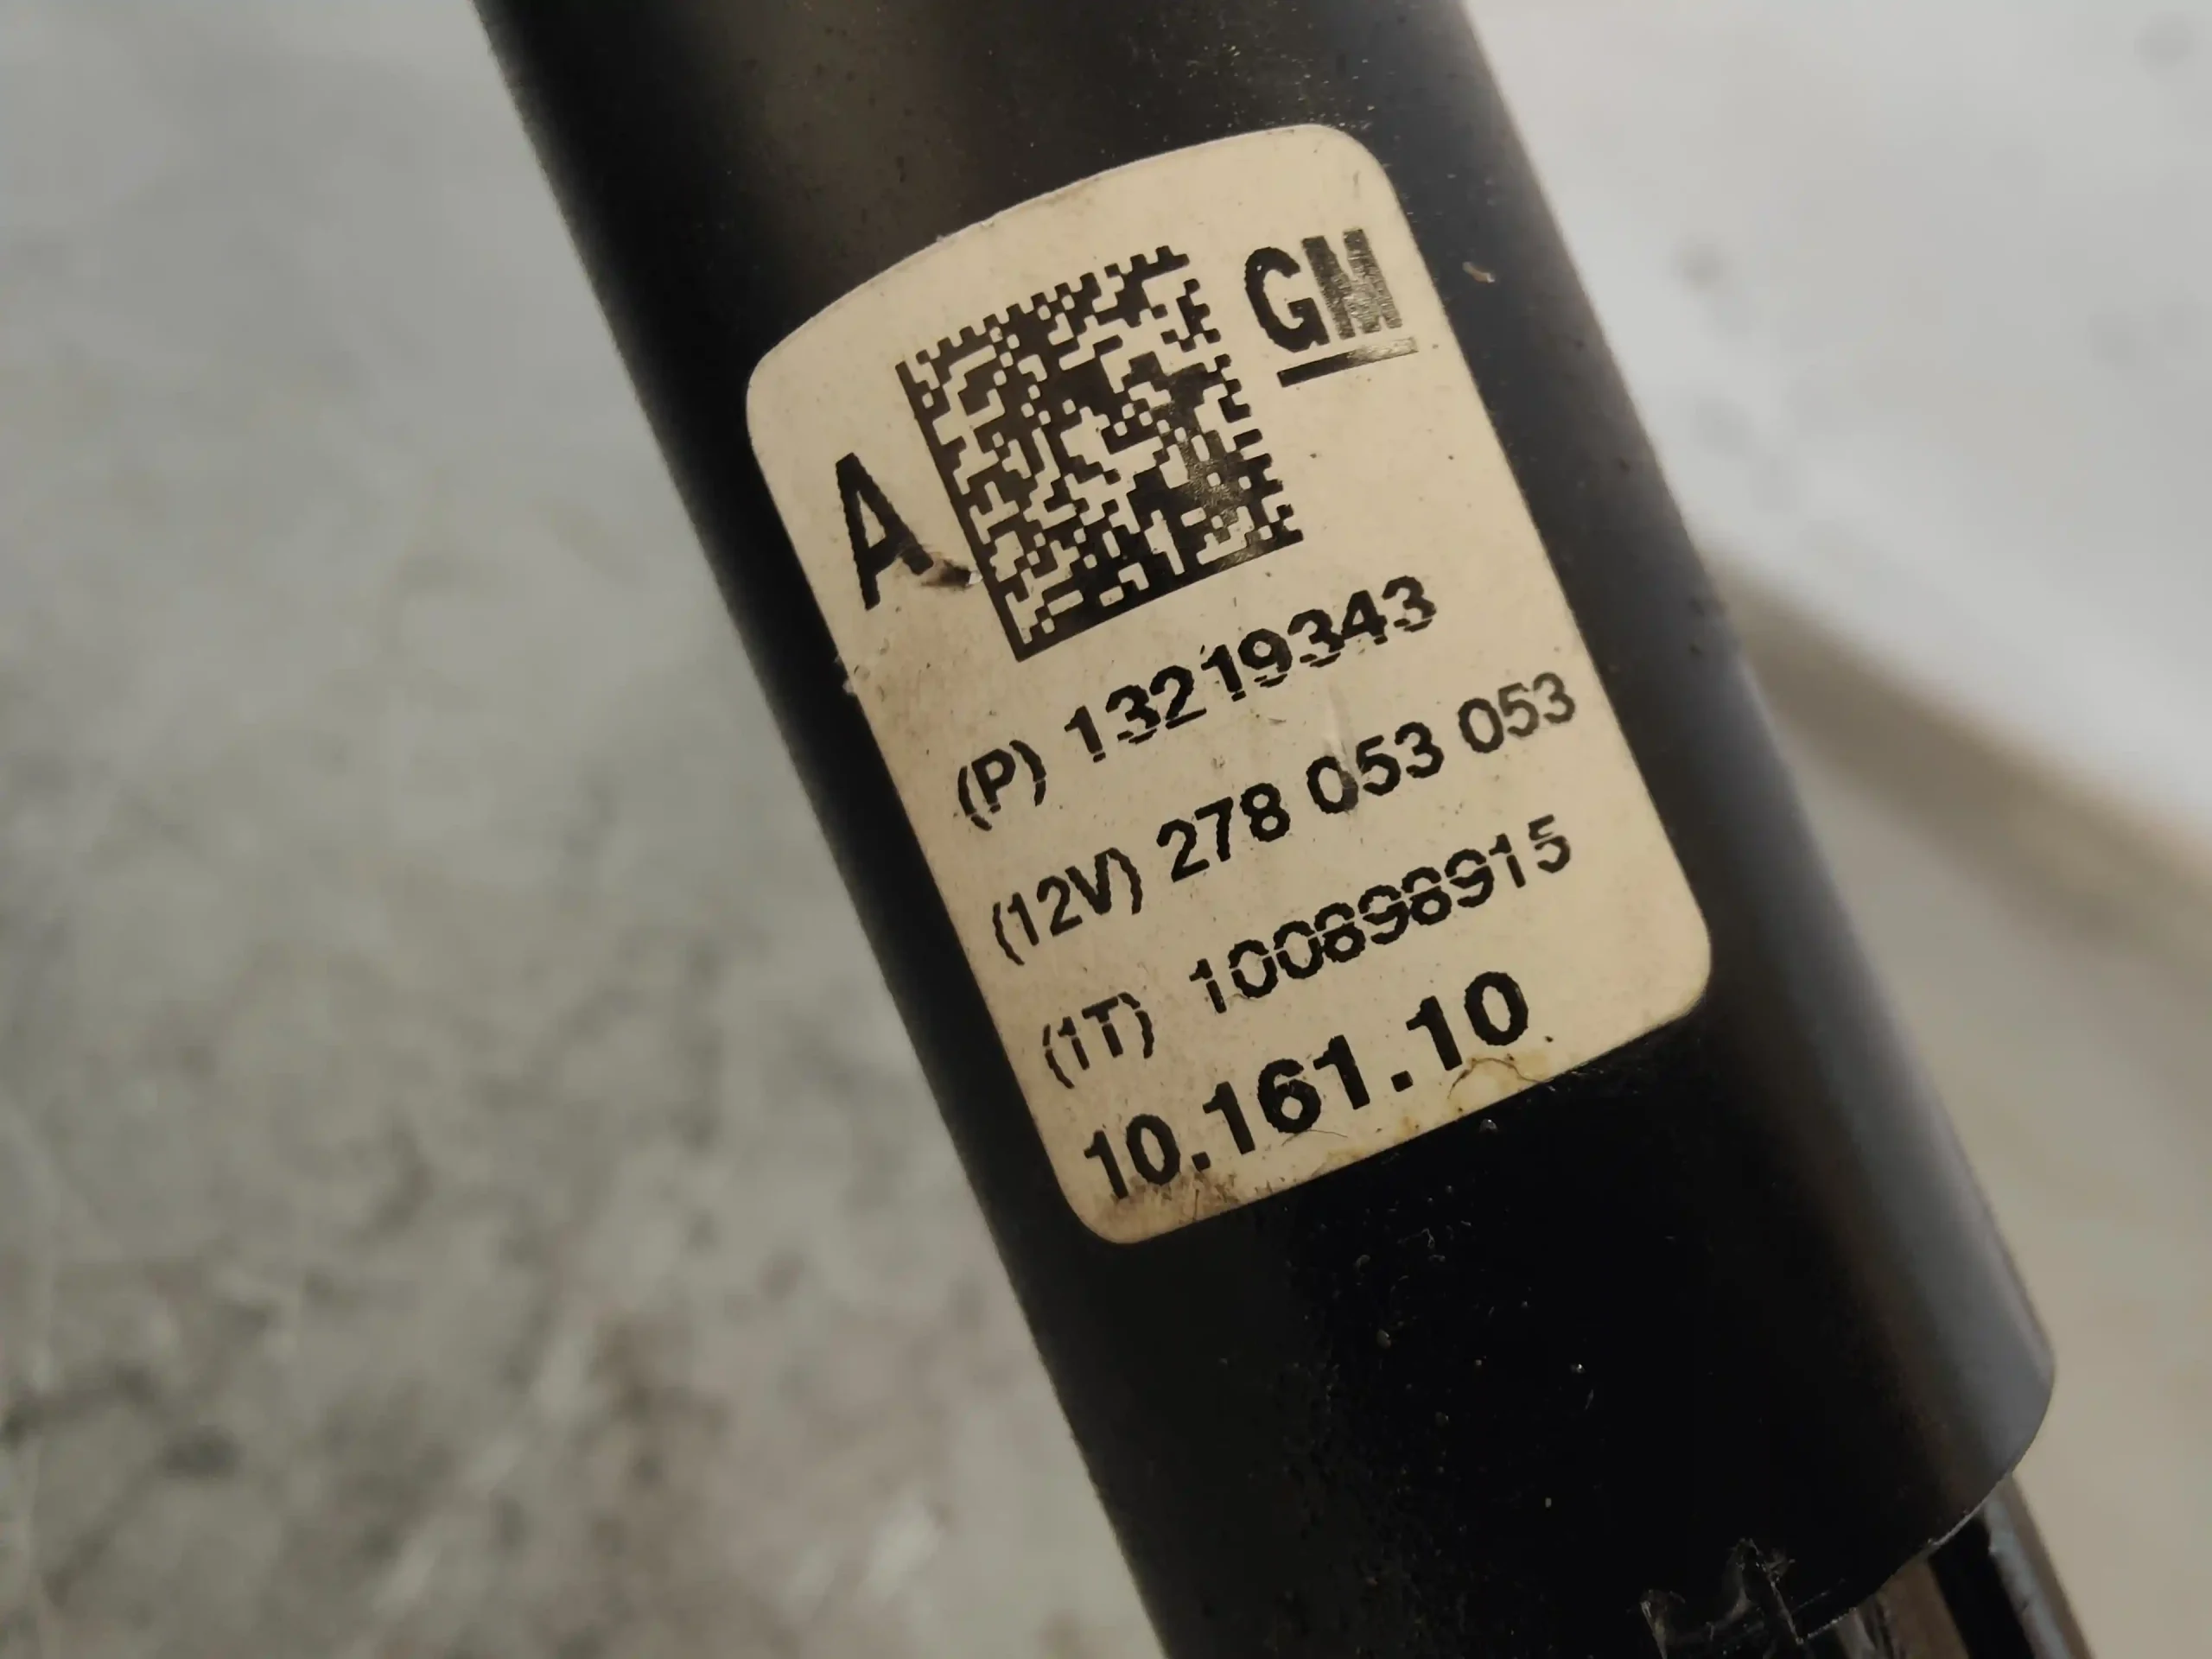 GM
A
(P) 13219343
(12V) 278 053 053
(1T) 100898915
10.161.10